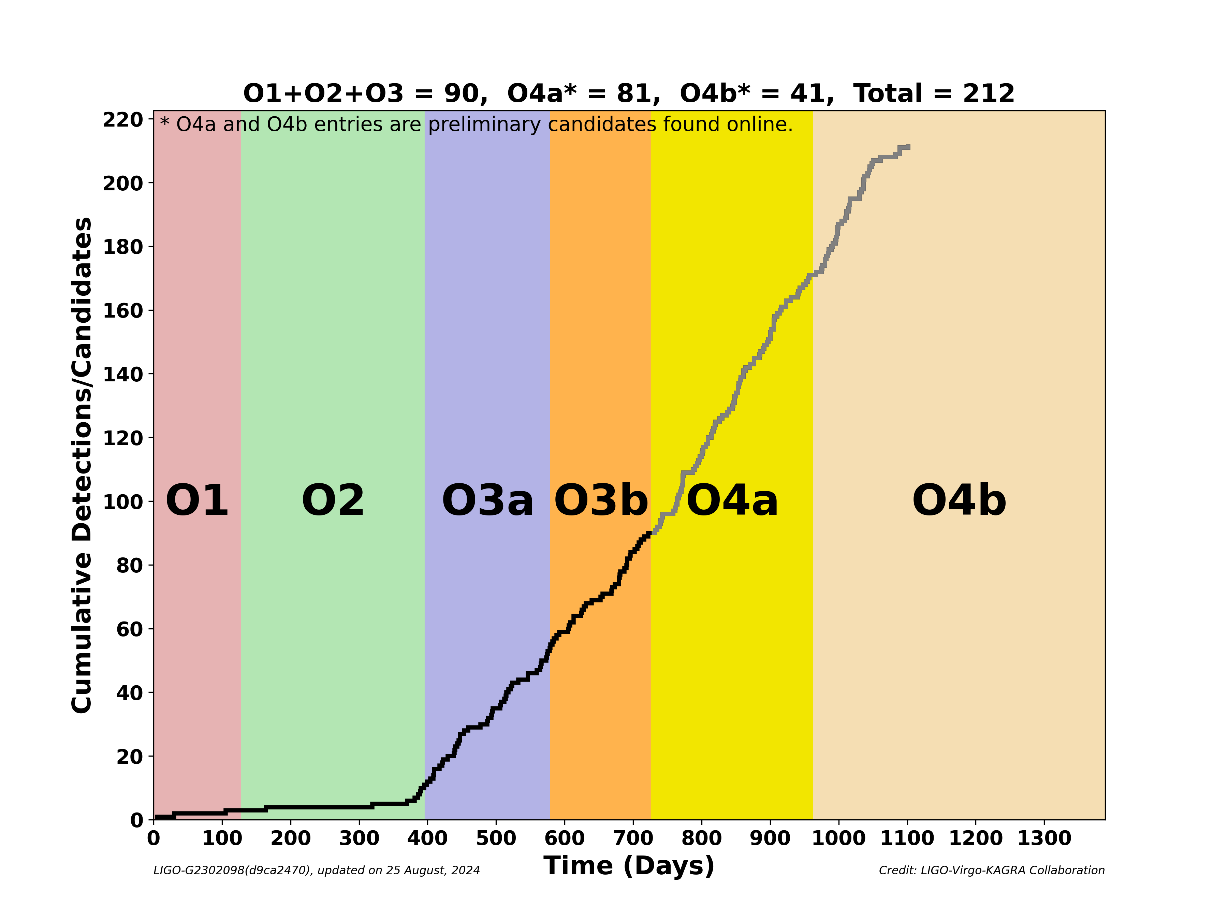 O1+O2+O3 = 90, O4a* = 81, O4b* = 41, Total = 212
* O4a and O4b entries are preliminary candidates found online.
Cumulative Detections/Candidates
220
200
180
160
140
120
100
80
60
40
20
0
O1 O2 O3a O3b O4a O4b
0 100 200 300 400 500 600 700 800 900 1000 1100 1200 1300
Time (Days)
LIGO-G2302098(d9ca2470), updated on 25 August, 2024
Credit: LIGO-Virgo-KAGRA Collaboration